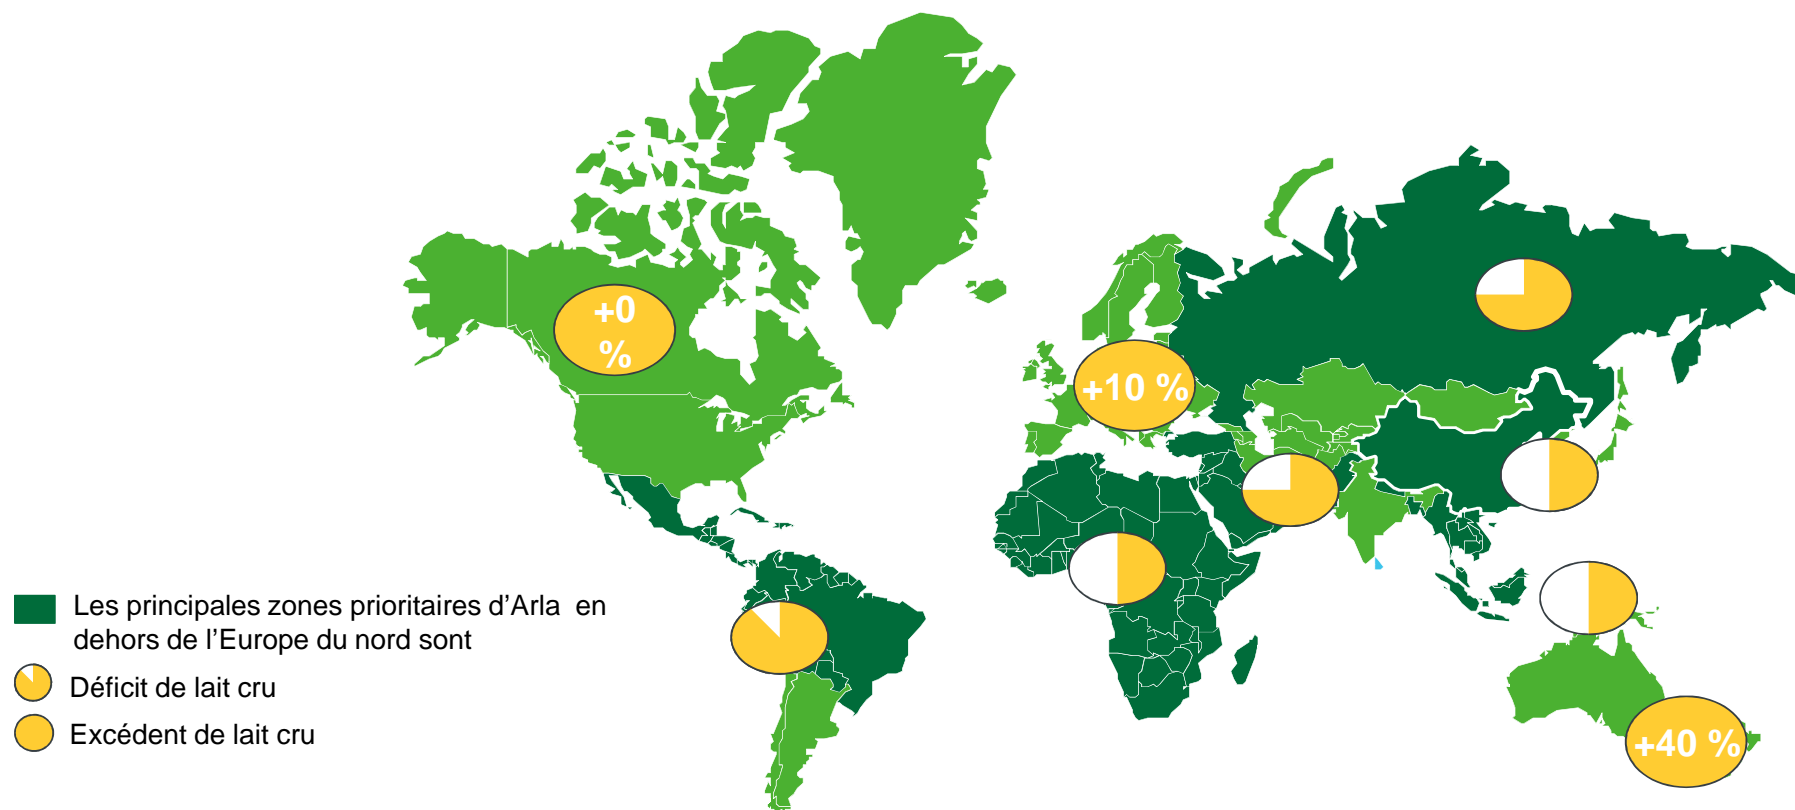 +0
%
+10 %
Les principales zones prioritaires d’Arla en
dehors de l’Europe du nord sont
Déficit de lait cru
Excédent de lait cru
+40 %